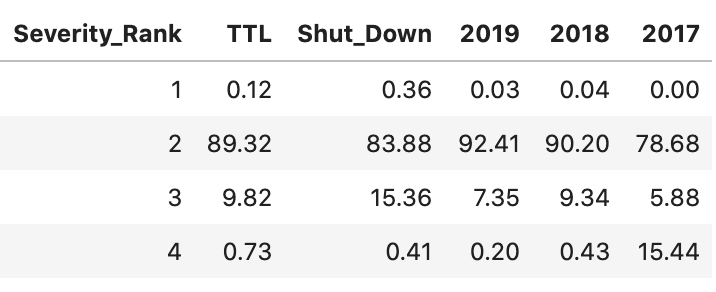 Severity_Rank TTL Shut_Down 2019 2018 2017
1 0.12 0.36 0.03 0.04 0.00
2 89.32 83.88 92.41 90.20 78.68
3 9.82 15.36 7.35 9.34 5.88
4 0.73 0.41 0.20 0.43 15.44